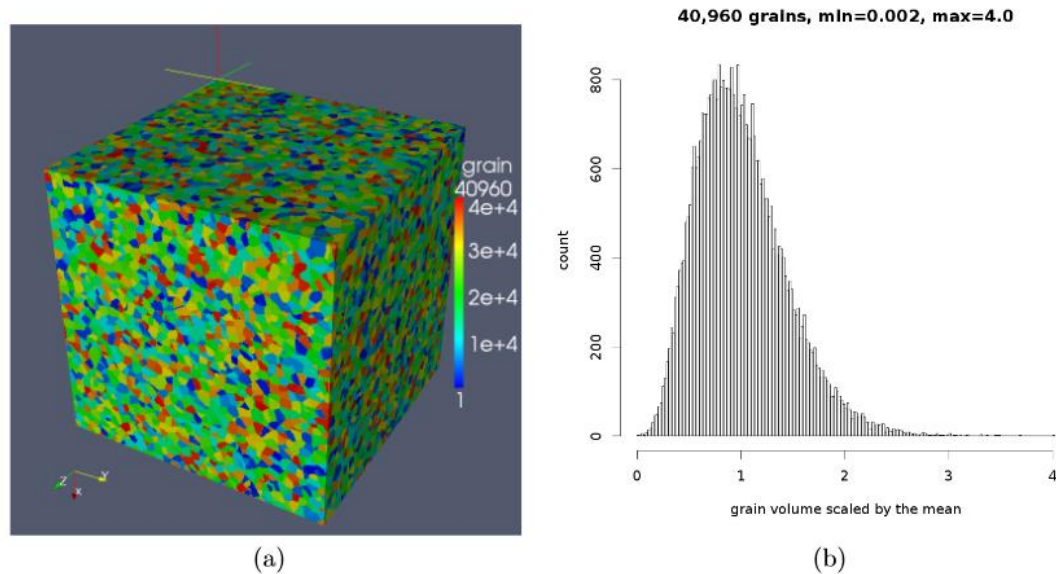 40,960 grains, min=0.002, max=4.0
grain
40960
4e+4
3e+4
2e+4
1e+4
1
Z Y
X
800
600
400
200
0
count
0 1 2 3 4
grain volume scaled by the mean
(a) (b)